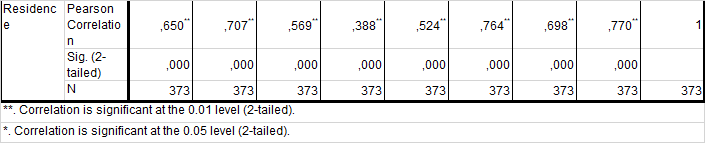 Residenc
e
Pearson
Correlatio
n
,650** ,707** ,569** ,388** ,524** ,764** ,698** ,770** 1
Sig. (2-
tailed)
,000 ,000 ,000 ,000 ,000 ,000 ,000 ,000
N 373 373 373 373 373 373 373 373 373
**. Correlation is significant at the 0.01 level (2-tailed).
*. Correlation is significant at the 0.05 level (2-tailed).